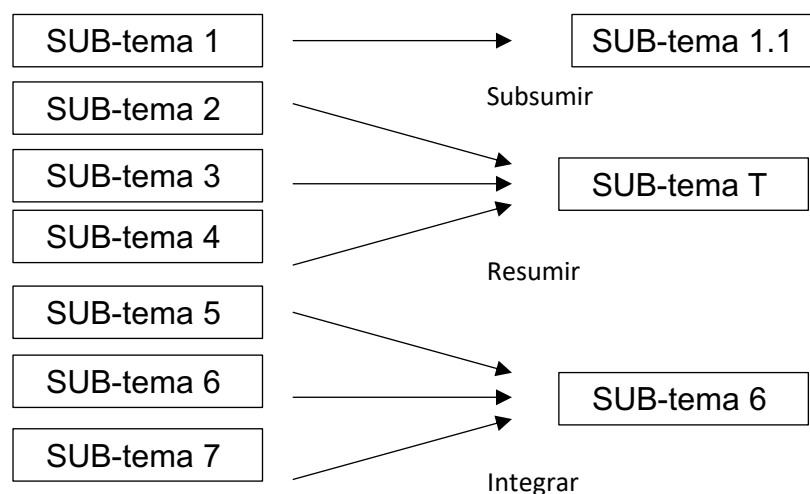 SUB-tema 1
SUB-tema 1.1
Subsumir
SUB-tema 2
SUB-tema 3
SUB-tema T
SUB-tema 4
Resumir
SUB-tema 5
SUB-tema 6
SUB-tema 6
SUB-tema 7
Integrar